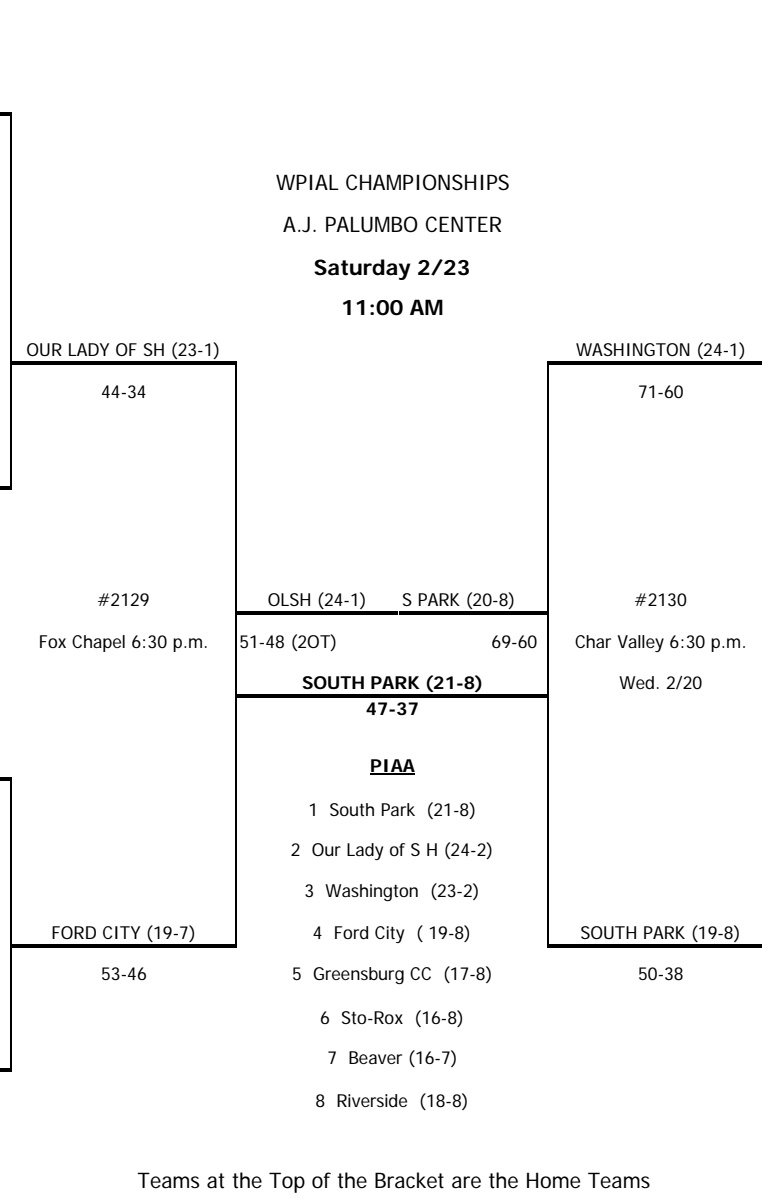 WPIAL CHAMPIONSHIPS
A.J. PALUMBO CENTER
Saturday 2/23
11:00 AM
OUR LADY OF SH (23-1)
WASHINGTON (24-1)
44-34
71-60
#2129
OLSH (24-1)
S PARK (20-8)
#2130
Fox Chapel 6:30 p.m.
51-48 (2OT)
69-60
Char Valley 6:30 p.m.
SOUTH PARK (21-8)
Wed. 2/20
47-37
PIAA
1 South Park (21-8)
2 Our Lady of S H (24-2)
3 Washington (23-2)
FORD CITY (19-7)
4 Ford City ( 19-8)
SOUTH PARK (19-8)
53-46
5 Greensburg CC (17-8)
50-38
6 Sto-Rox (16-8)
7 Beaver (16-7)
8 Riverside (18-8)
Teams at the Top of the Bracket are the Home Teams